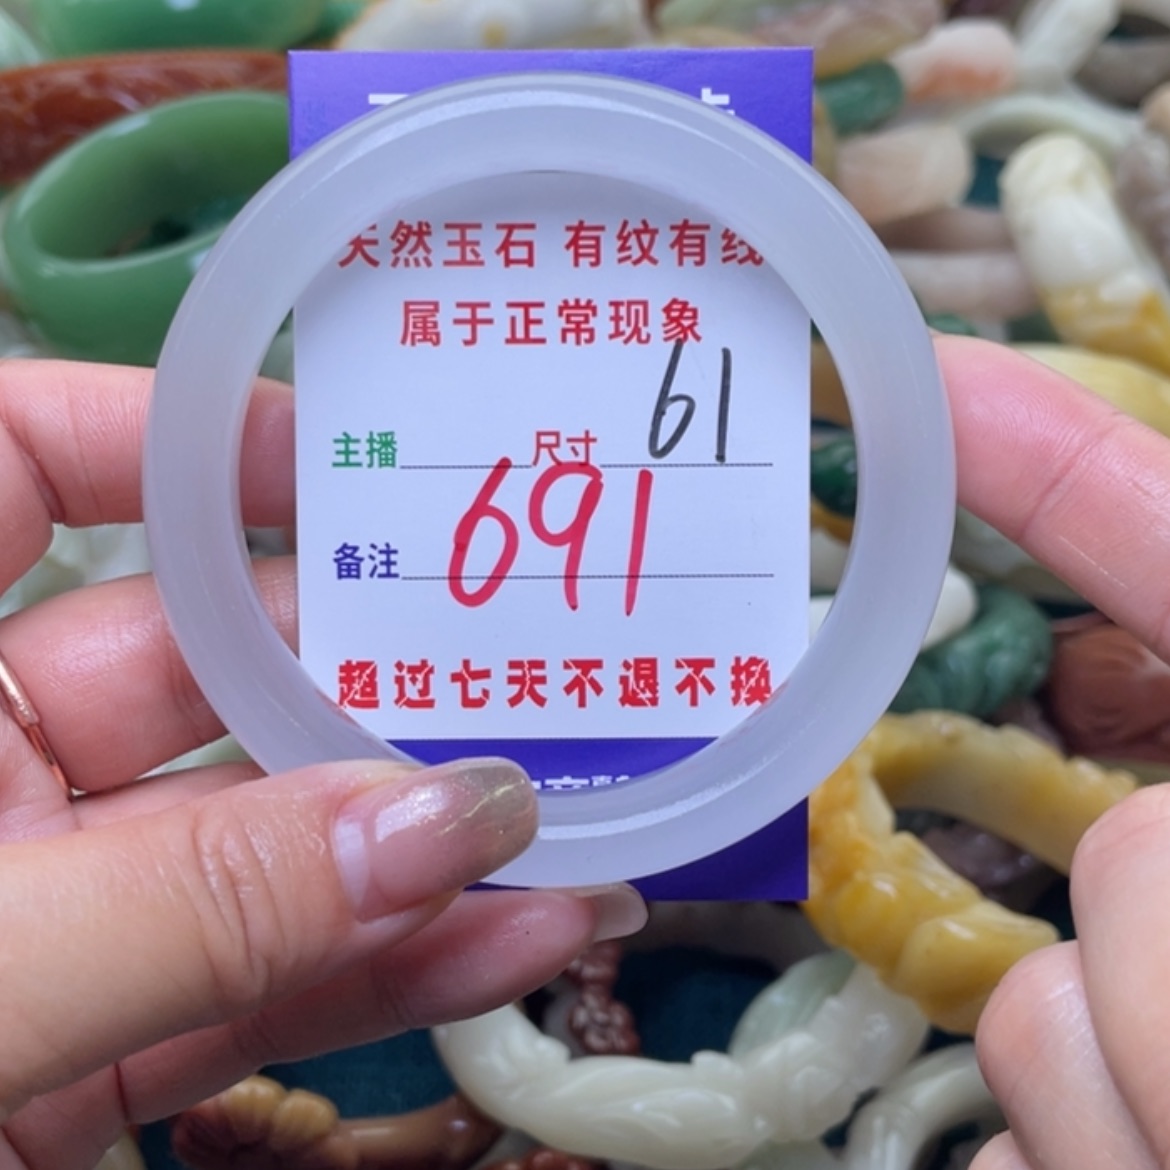 天然玉石 有纹有线
属于正常现象
主播 尺寸 61
备注 691
超过七天不退不换